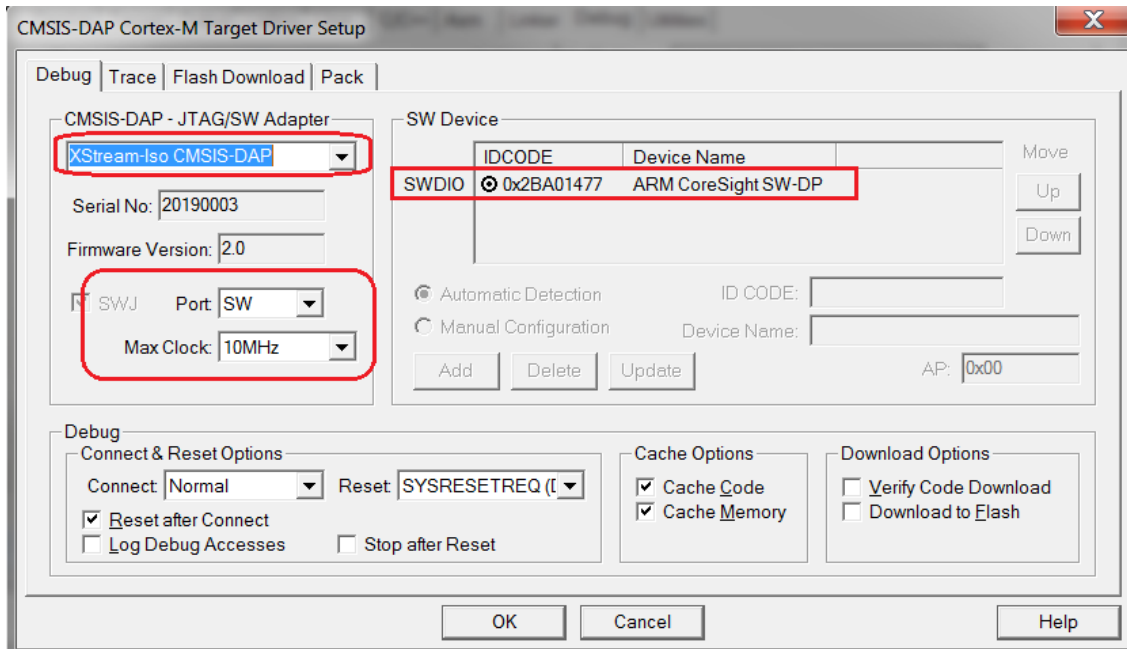 CMSIS-DAP Cortex-M Target Driver Setup
Debug Trace Flash Download Pack
CMSIS-DAP - JTAG/SW Adapter
XStream-Iso CMSIS-DAP
Serial No: 20190003
Firmware Version: 2.0
SWJ Port: SW
Max Clock: 10MHz
SW Device
IDCODE Device Name
SWDIO 0x2BA01477 ARM CoreSight SW-DP
Move
Up
Down
Automatic Detection ID CODE:
Manual Configuration Device Name:
Add Delete Update AP: 0x00
Debug
Connect & Reset Options
Connect: Normal Reset: SYSRESETREQ (D
Reset after Connect
Log Debug Accesses Stop after Reset
Cache Options
Cache Code
Cache Memory
Download Options
Verify Code Download
Download to Flash
OK Cancel Help